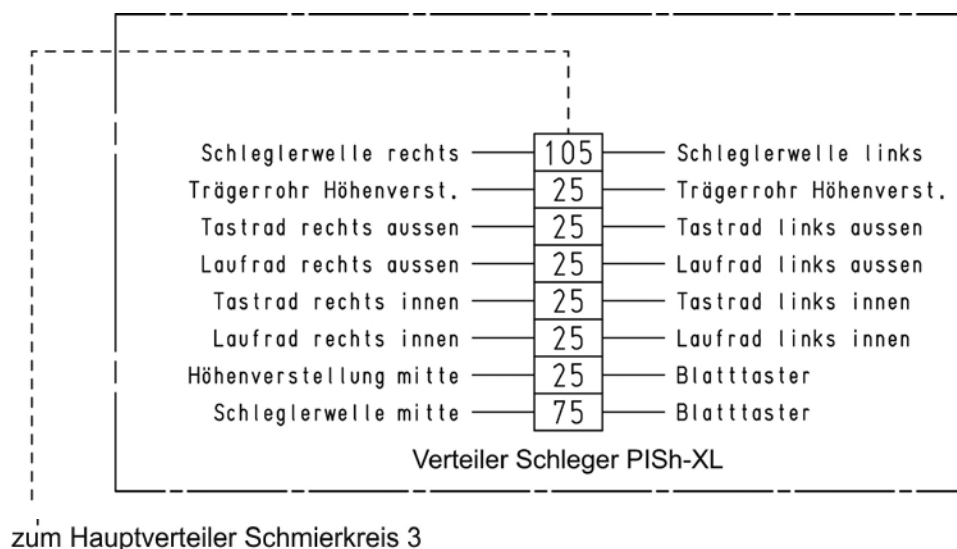 Schleglerwelle rechts 105 Schleglerwelle links
Trägerrohr Höhenverst. 25 Trägerrohr Höhenverst.
Tastrad rechts aussen 25 Tastrad links aussen
Laufrad rechts aussen 25 Laufrad links aussen
Tastrad rechts innen 25 Tastrad links innen
Laufrad rechts innen 25 Laufrad links innen
Höhenverstellung mitte 25 Blatttaster
Schleglerwelle mitte 75 Blatttaster
Verteiler Schleger PISh-XL
zum Hauptverteiler Schmierkreis 3